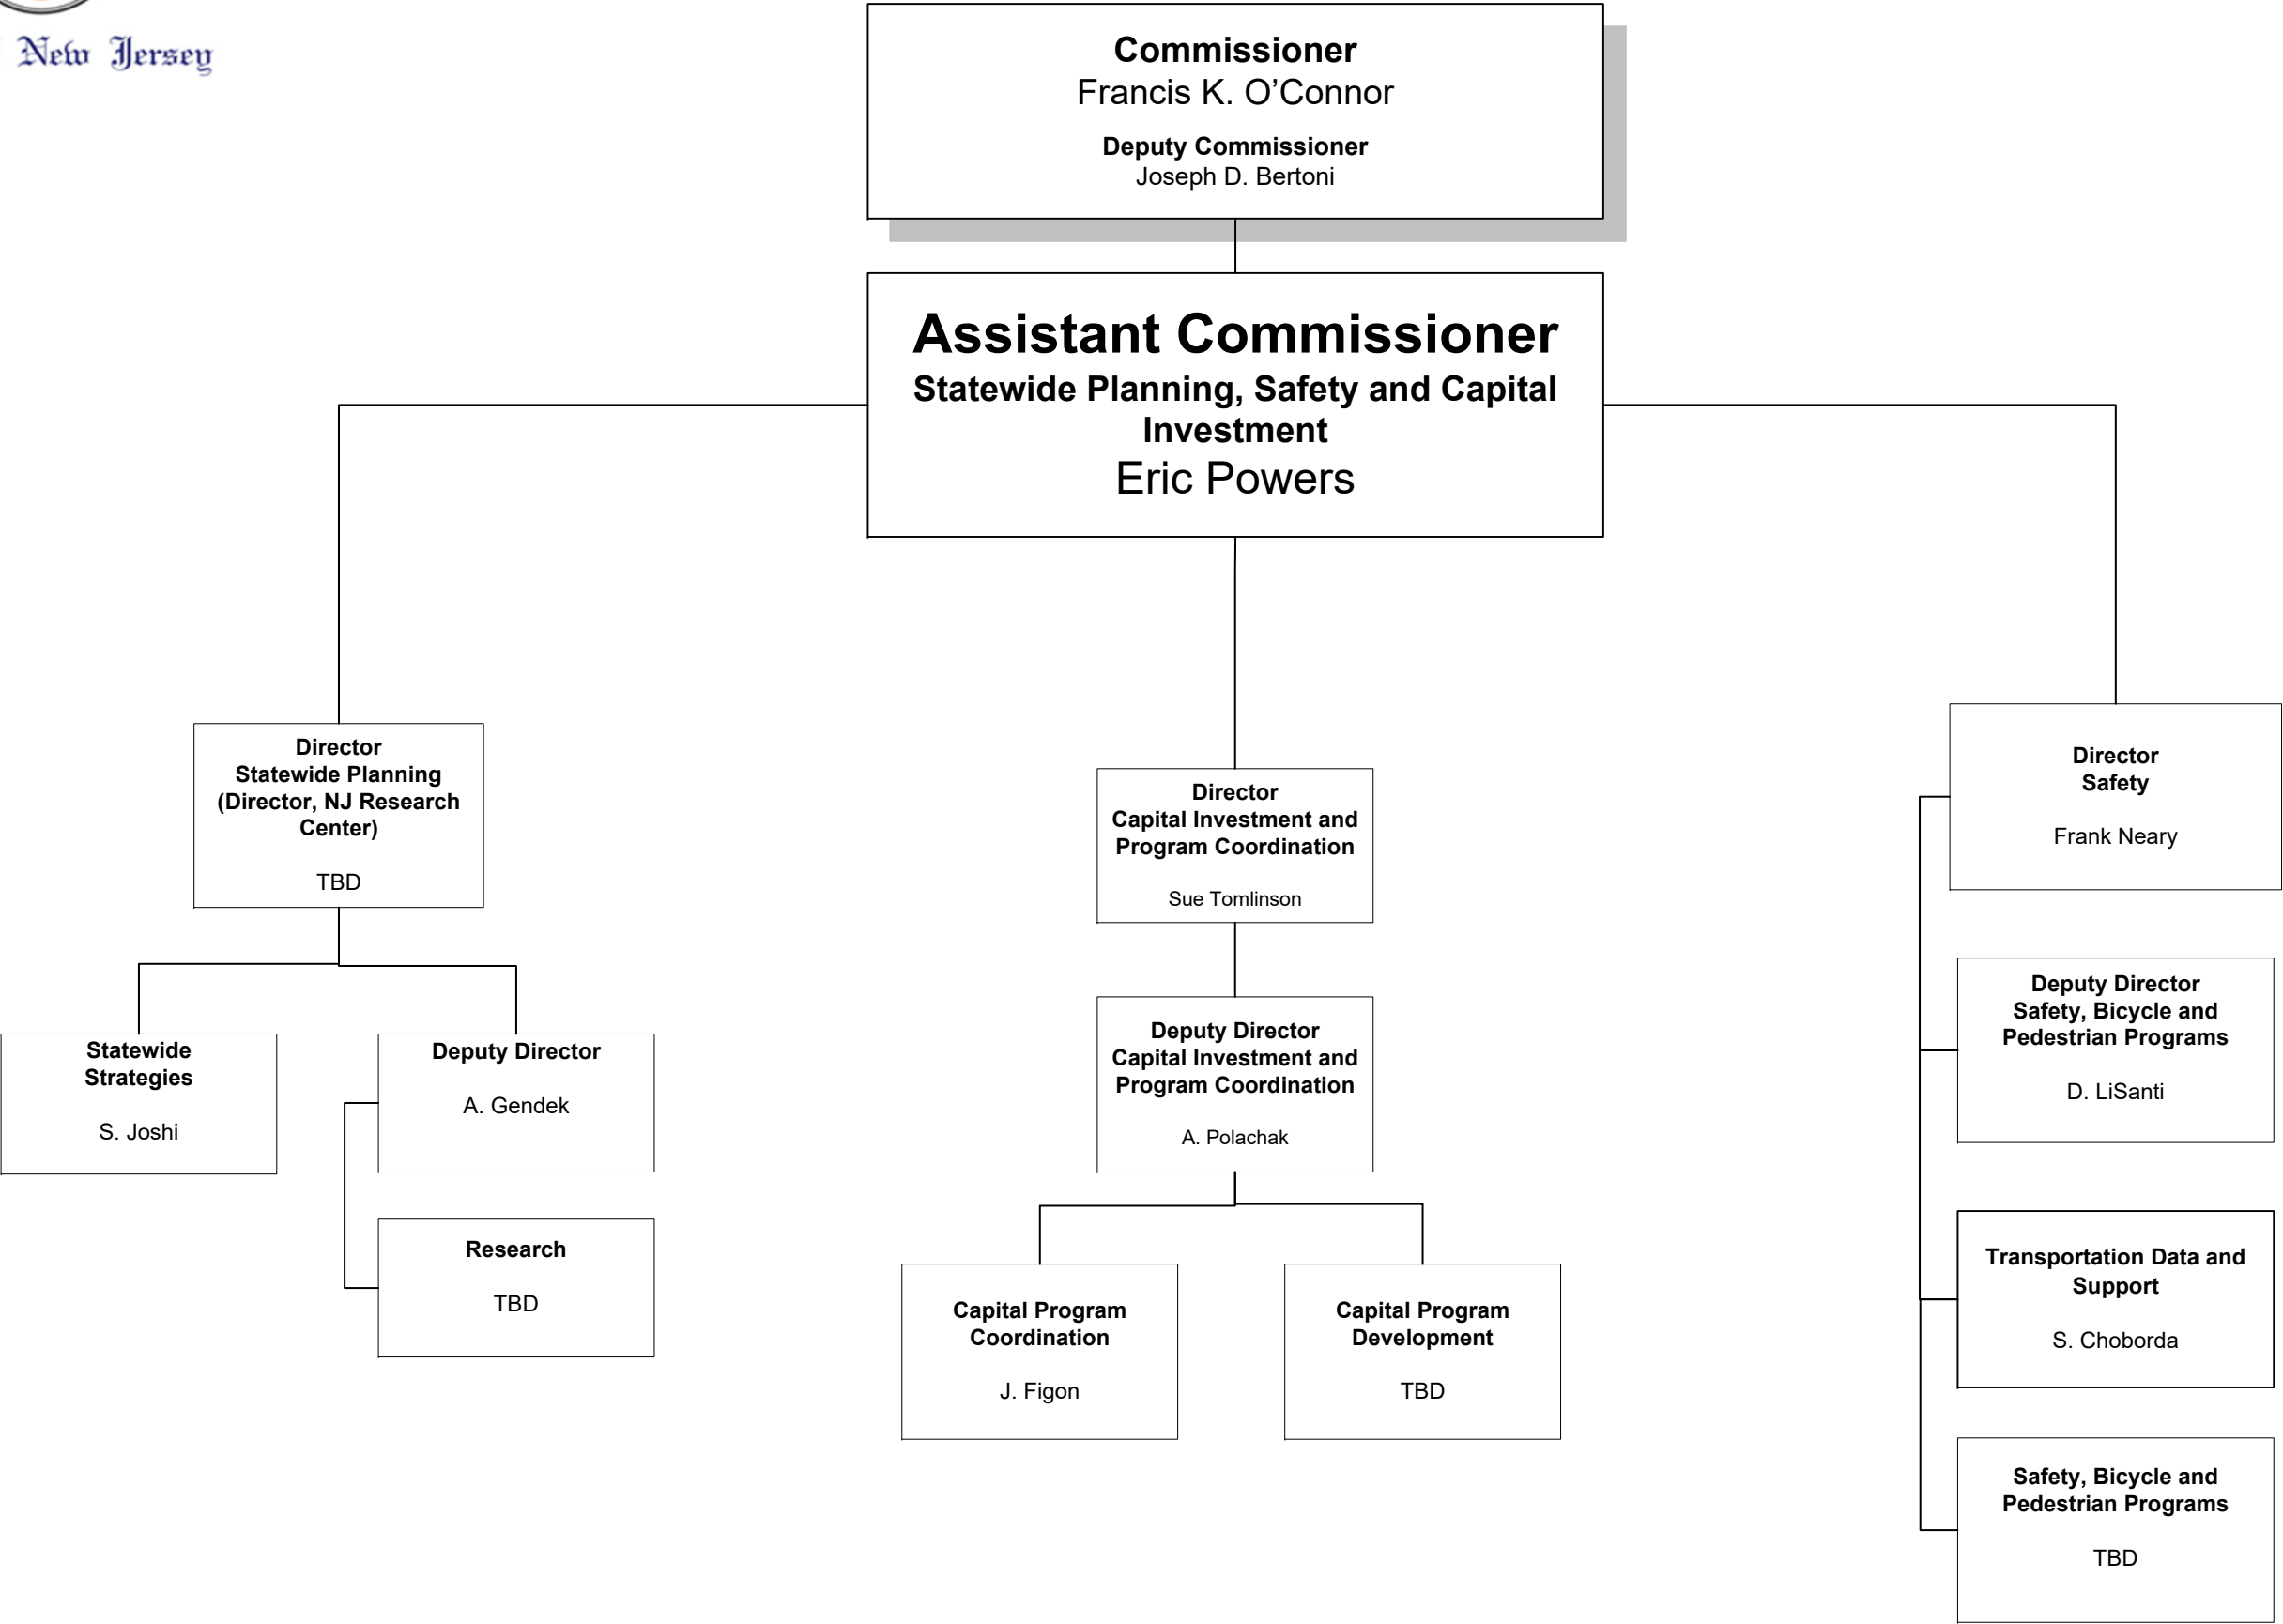 New Jersey
Commissioner
Francis K. O’Connor
Deputy Commissioner
Joseph D. Bertoni
Assistant Commissioner
Statewide Planning, Safety and Capital
Investment
Eric Powers
Director
Statewide Planning
(Director, NJ Research
Center)
TBD
Statewide
Strategies
S. Joshi
Deputy Director
A. Gendek
Research
TBD
Director
Capital Investment and
Program Coordination
Sue Tomlinson
Deputy Director
Capital Investment and
Program Coordination
A. Polachak
Capital Program
Coordination
J. Figon
Capital Program
Development
TBD
Director
Safety
Frank Neary
Deputy Director
Safety, Bicycle and
Pedestrian Programs
D. LiSanti
Transportation Data and
Support
S. Choborda
Safety, Bicycle and
Pedestrian Programs
TBD